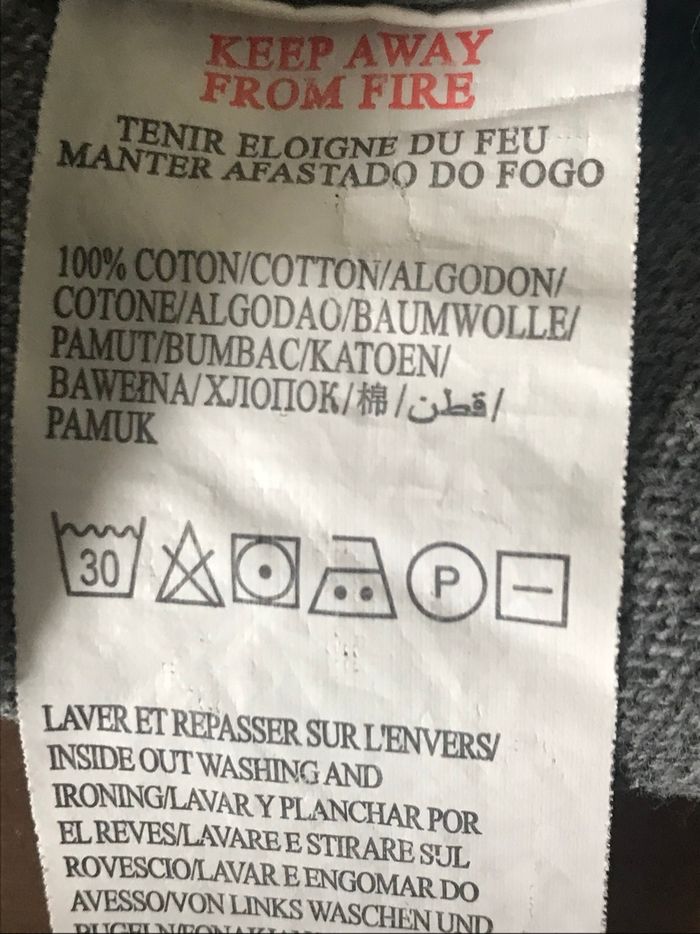 KEEP AWAY
FROM FIRE
TENIR ELOIGNE DU FEU
MANTER AFASTADO DO FOGO
100% COTON/COTTON/ALGODON/
COTONE/ALGODAO/BAUMWOLLE/
PAMUT/BUMBAC/KATOEN/
BAWEŁNA/ХЛОПОК/棉/قطن/
PAMUK
30 P
LAVER ET REPASSER SUR L'ENVERS/
INSIDE OUT WASHING AND
IRONING/LAVAR Y PLANCHAR POR
EL REVES/LAVARE E STIRARE SUL
ROVESCIO/LAVAR E ENGOMAR DO
AVESSO/VON LINKS WASCHEN UND